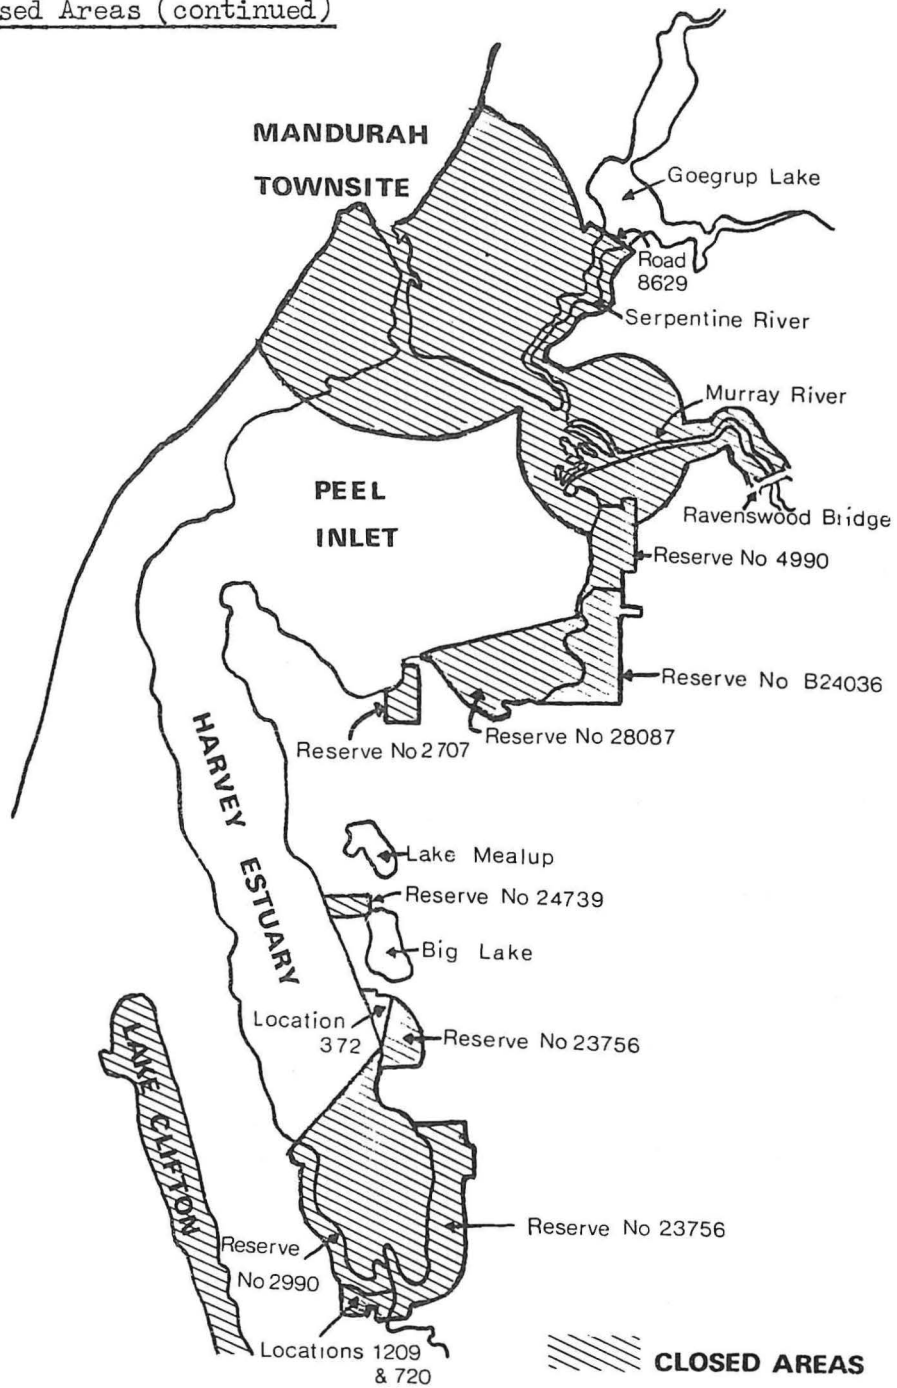 sed Areas (continued)
MANDURAH
TOWNSITE
Goegrup Lake
Road
8629
Serpentine River
Murray River
PEEL
INLET
Ravenswood Bridge
Reserve No 4990
Reserve No B24036
Reserve No 2707
Reserve No 28087
HARVEY ESTUARY
Lake Mealup
Reserve No 24739
Big Lake
Location
372
Reserve No 23756
LAKE CLIFTON
Reserve No 23756
Reserve
No 2990
Locations 1209
& 720
CLOSED AREAS